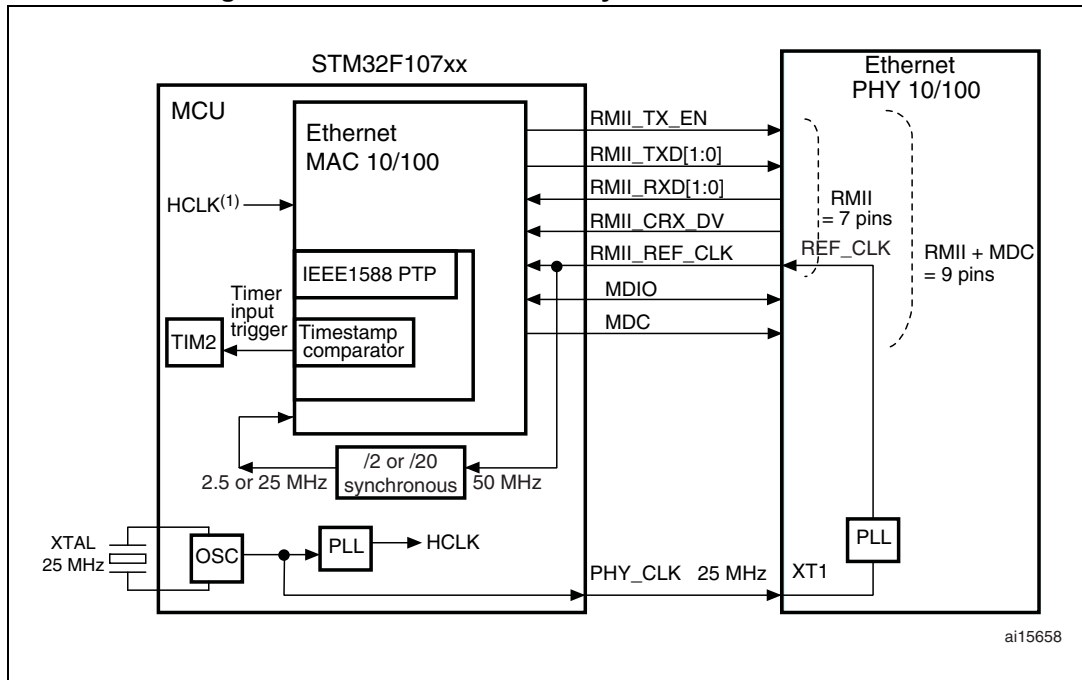 STM32F107xx
Ethernet
PHY 10/100
MCU
Ethernet
MAC 10/100
HCLK(1)
IEEE1588 PTP
Timer
input
trigger
TIM2
Timestamp
comparator
/2 or /20
synchronous
2.5 or 25 MHz
50 MHz
XTAL
25 MHz
OSC
PLL
HCLK
RMII_TX_EN
RMII_TXD[1:0]
RMII_RXD[1:0]
RMII_CRX_DV
RMII_REF_CLK
MDIO
MDC
RMII
= 7 pins
REF_CLK
RMII + MDC
= 9 pins
PLL
PHY_CLK 25 MHz
XT1
ai15658